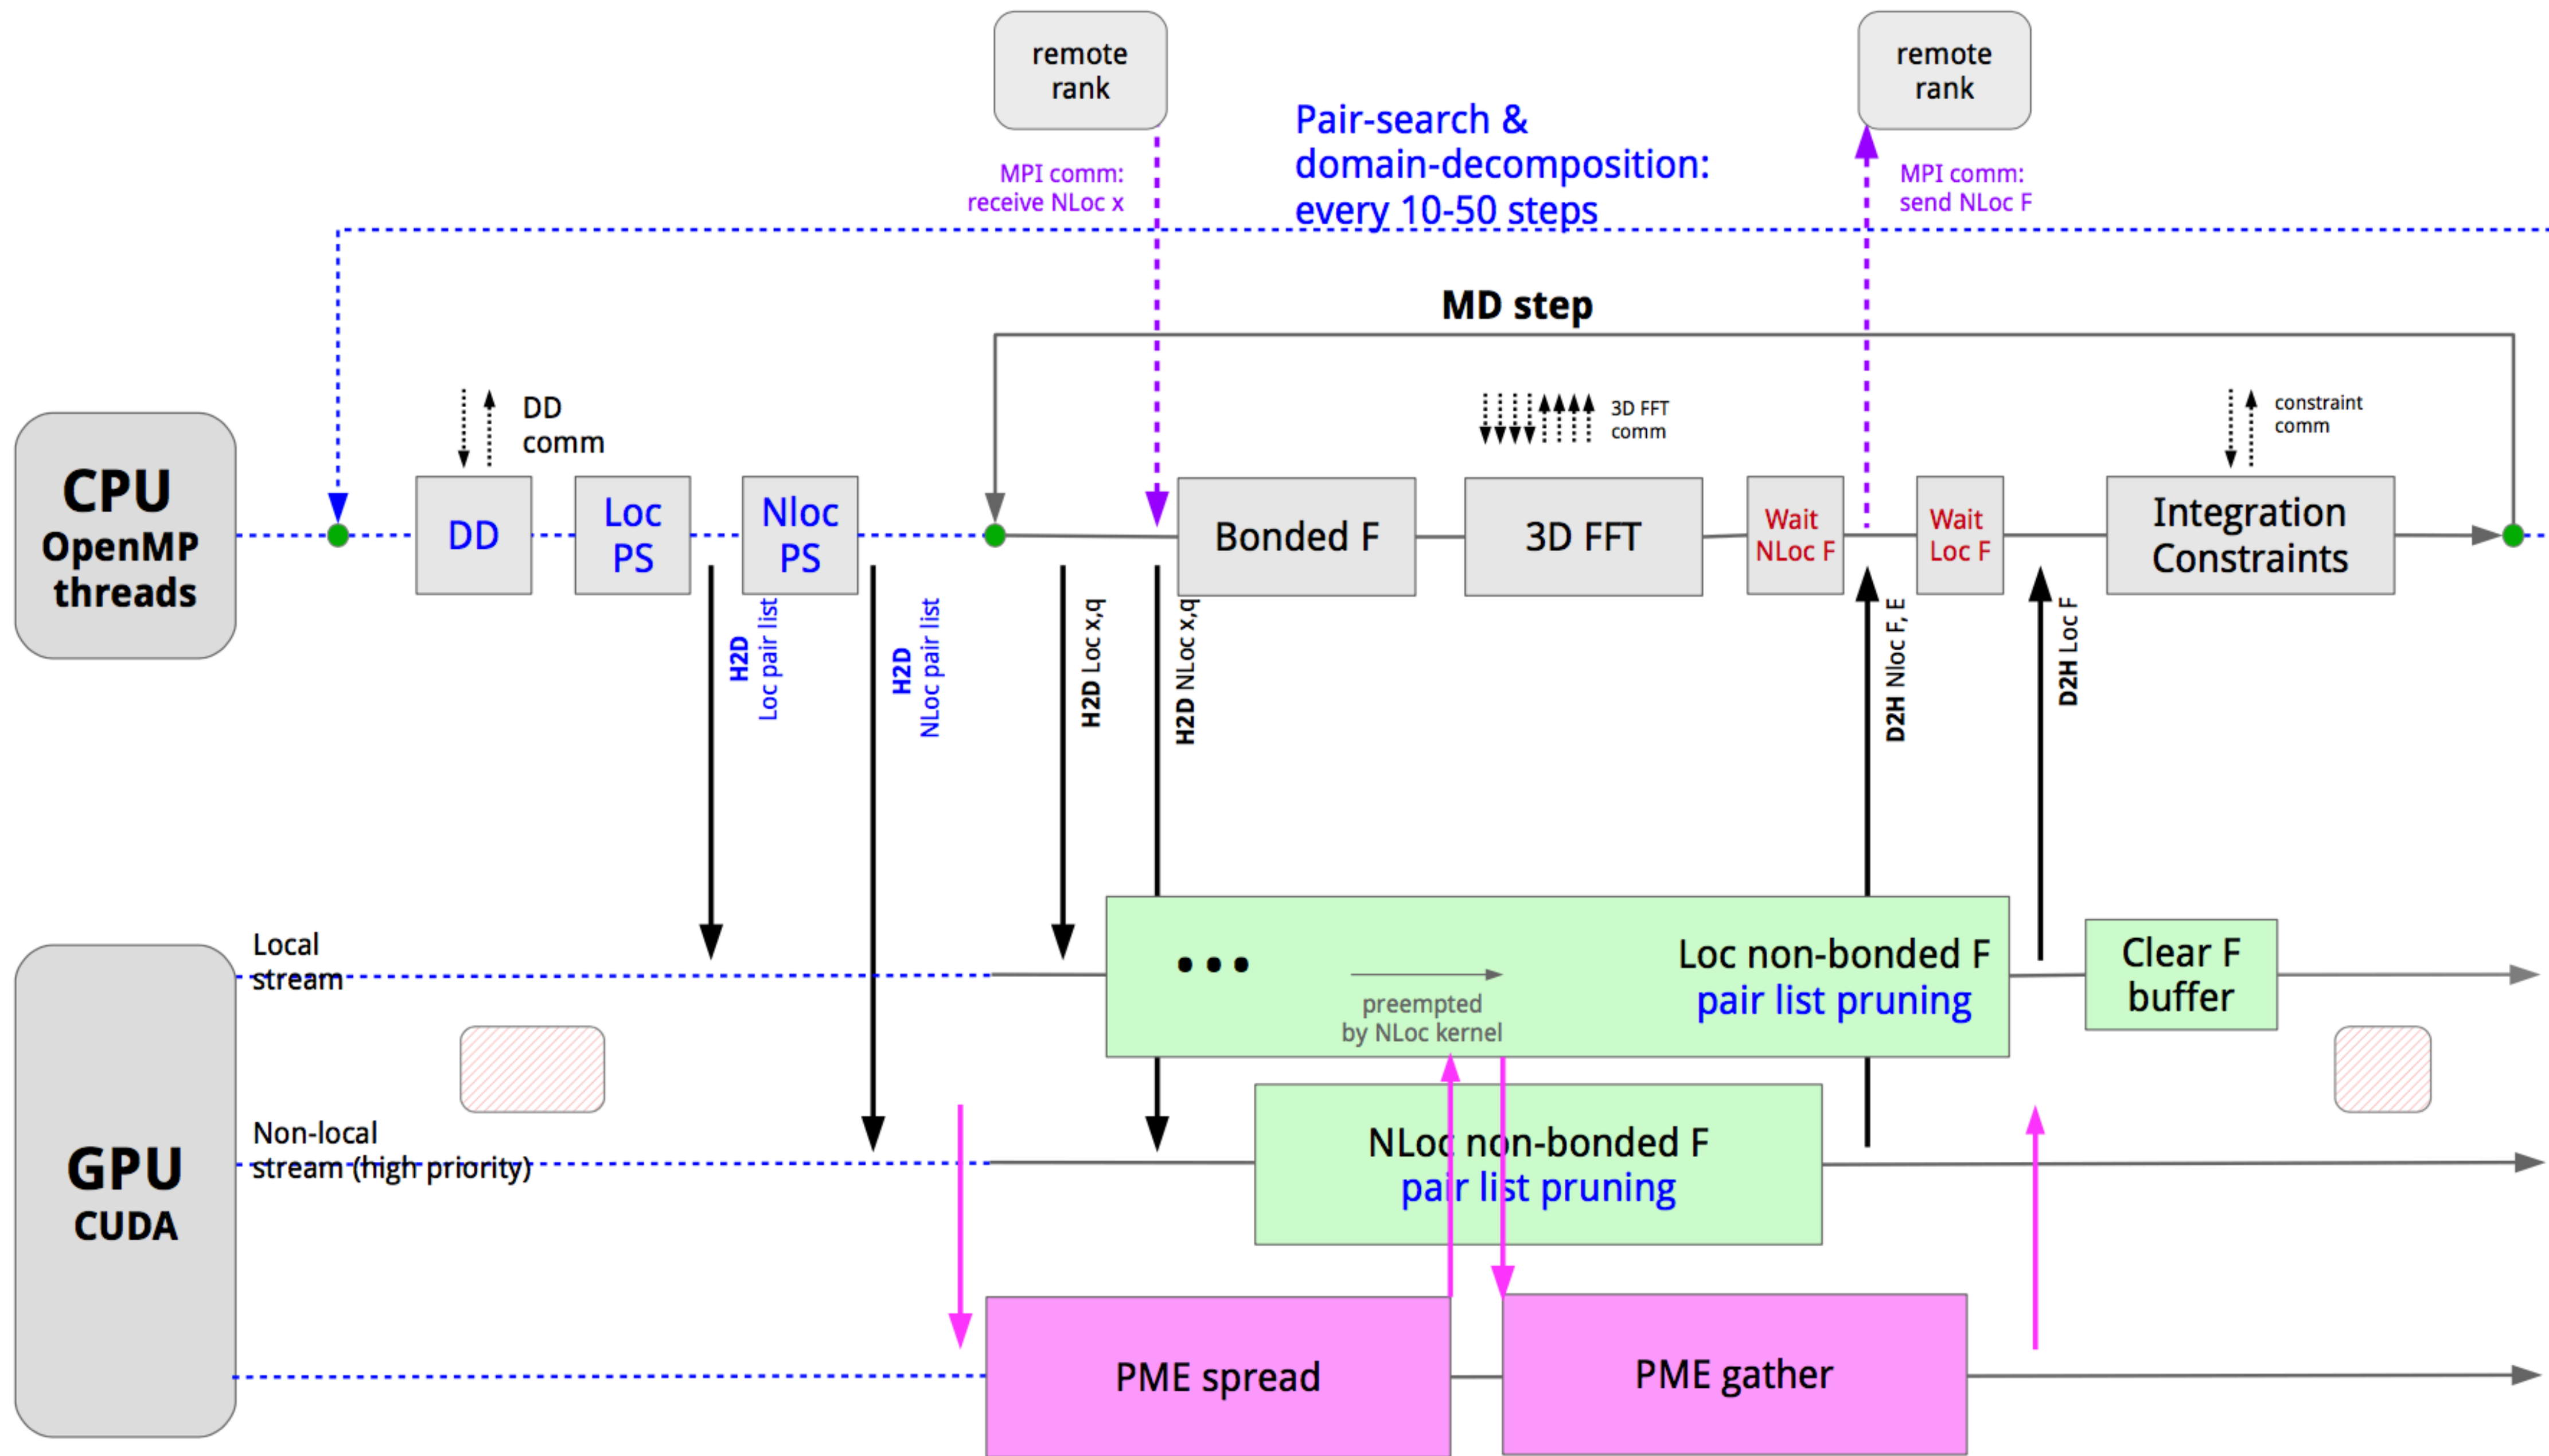 remote
rank
remote
rank
Pair-search &
domain-decomposition:
every 10-50 steps
MPI comm:
receive NLoc x
MPI comm:
send NLoc F
MD step
DD
comm
3D FFT
comm
constraint
comm
CPU
OpenMP
threads
DD
Loc
PS
Nloc
PS
Bonded F
3D FFT
Wait
NLoc F
Wait
Loc F
Integration
Constraints
H2D
Loc pair list
H2D
NLoc pair list
H2D Loc x,q
H2D NLoc x,q
D2H Nloc F, E
D2H Loc F
GPU
CUDA
Local
stream
...
preempted
by NLoc kernel
Loc non-bonded F
pair list pruning
Clear F
buffer
Non-local
stream (high priority)
NLoc non-bonded F
pair list pruning
PME spread
PME gather